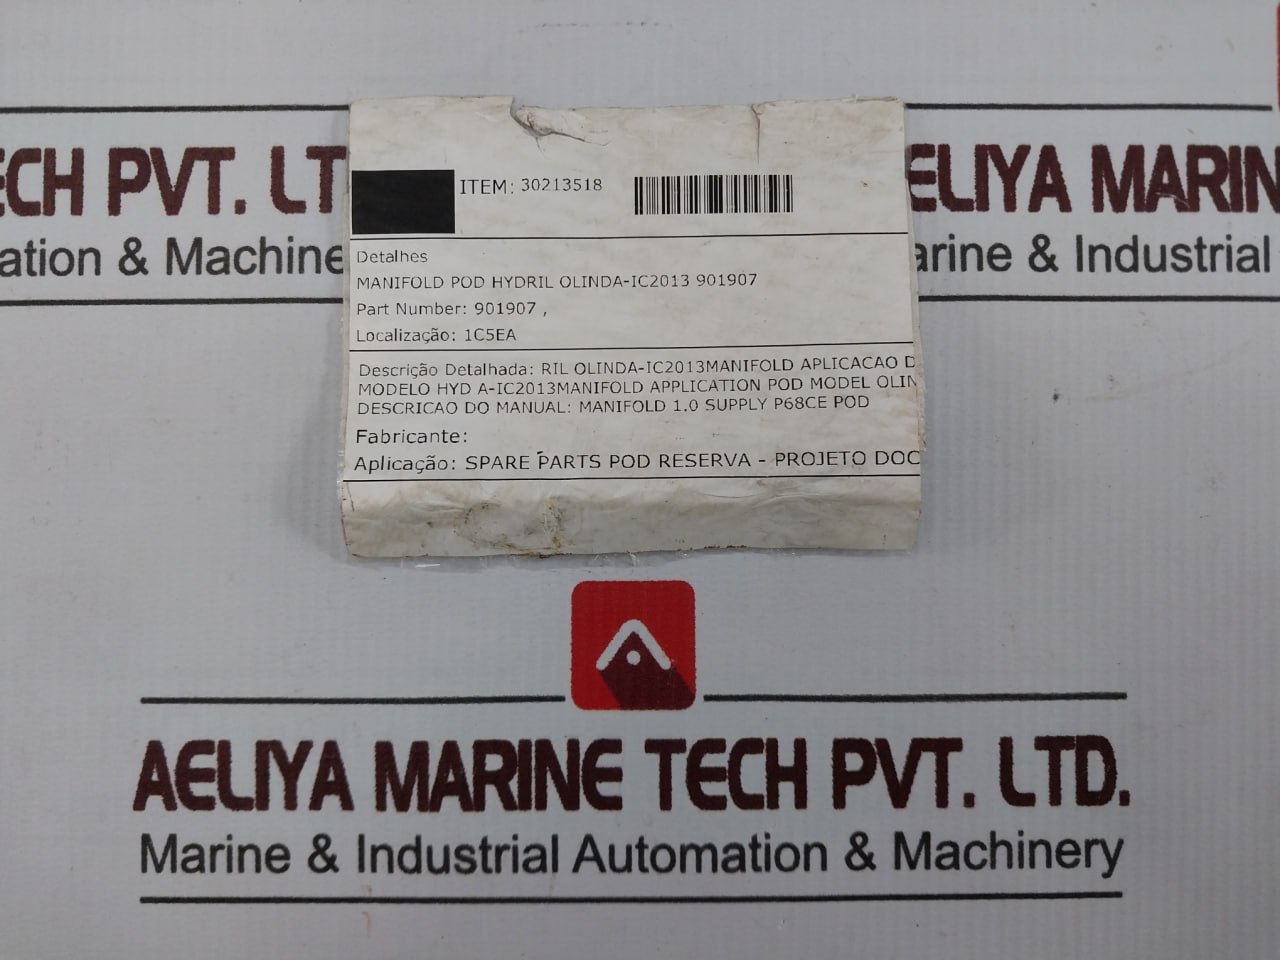 ECH PVT. LT
ation & Machine
ELIYA MARIN
arine & Industrial
ITEM: 30213518
Detalhes
MANIFOLD POD HYDRIL OLINDA-IC2013 901907
Part Number: 901907 ,
Localização: 1C5EA
Descrição Detalhada: RIL OLINDA-IC2013MANIFOLD APLICACAO D
MODELO HYD A-IC2013MANIFOLD APPLICATION POD MODEL OLIN
DESCRICAO DO MANUAL: MANIFOLD 1.0 SUPPLY P68CE POD
Fabricante:
Aplicação: SPARE PARTS POD RESERVA - PROJETO DOC
AELIYA MARINE TECH PVT. LTD.
Marine & Industrial Automation & Machinery